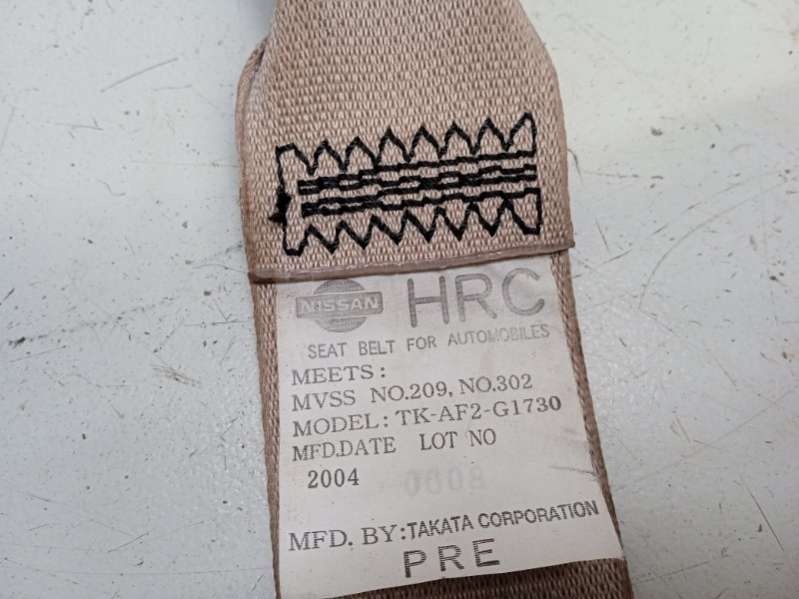 NISSAN HRC
SEAT BELT FOR AUTOMOBILES
MEETS:
MVSS NO.209, NO.302
MODEL: TK-AF2-G1730
MFD.DATE LOT NO
2004
MFD. BY: TAKATA CORPORATION
PRE